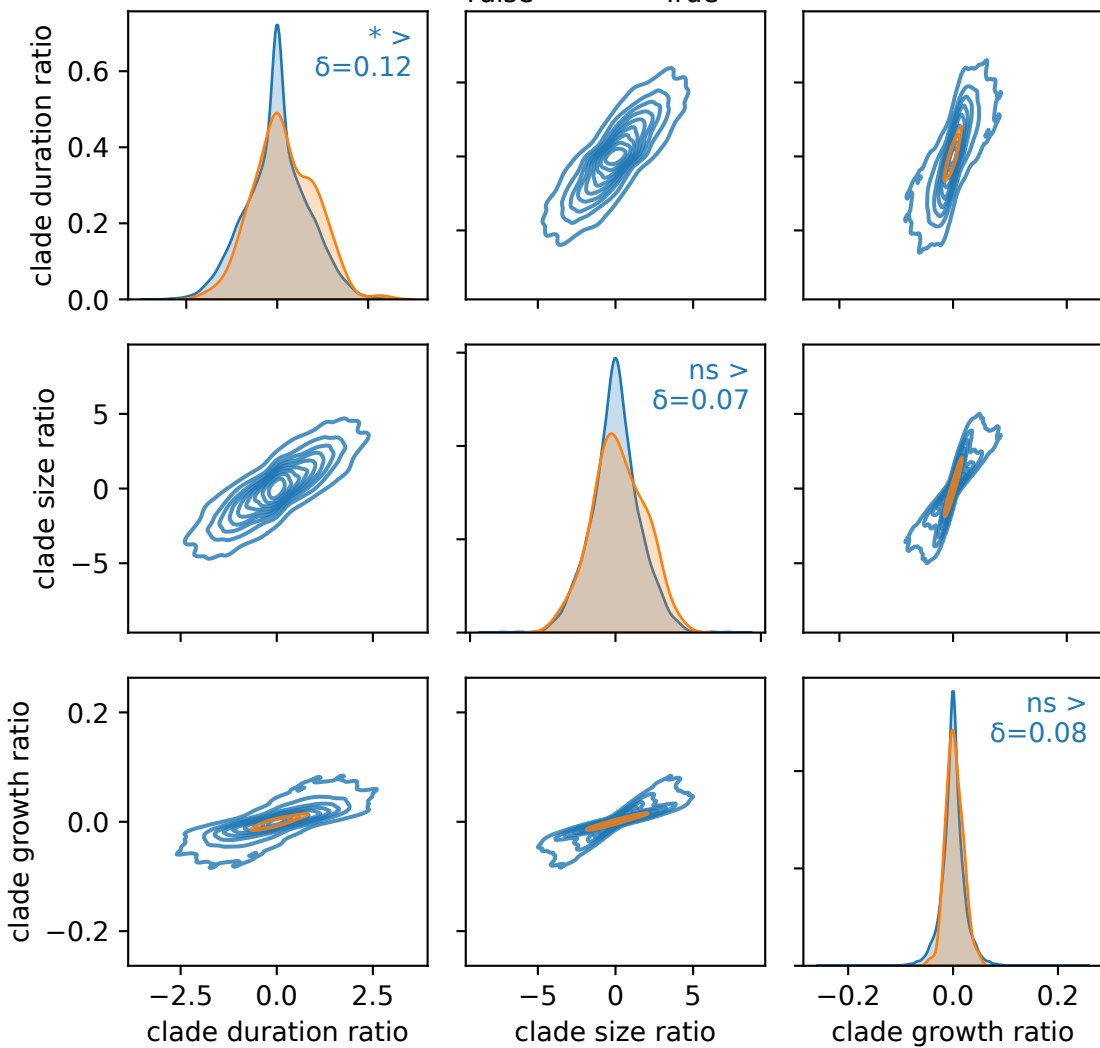 True
clade duration ratio
0.6
0.4
0.2
0.0
* >
δ=0.12
clade size ratio
5
0
−5
ns >
δ=0.07
clade growth ratio
0.2
0.0
−0.2
ns >
δ=0.08
−2.5 0.0 2.5
−5 0 5
−0.2 0.0 0.2
clade duration ratio
clade size ratio
clade growth ratio